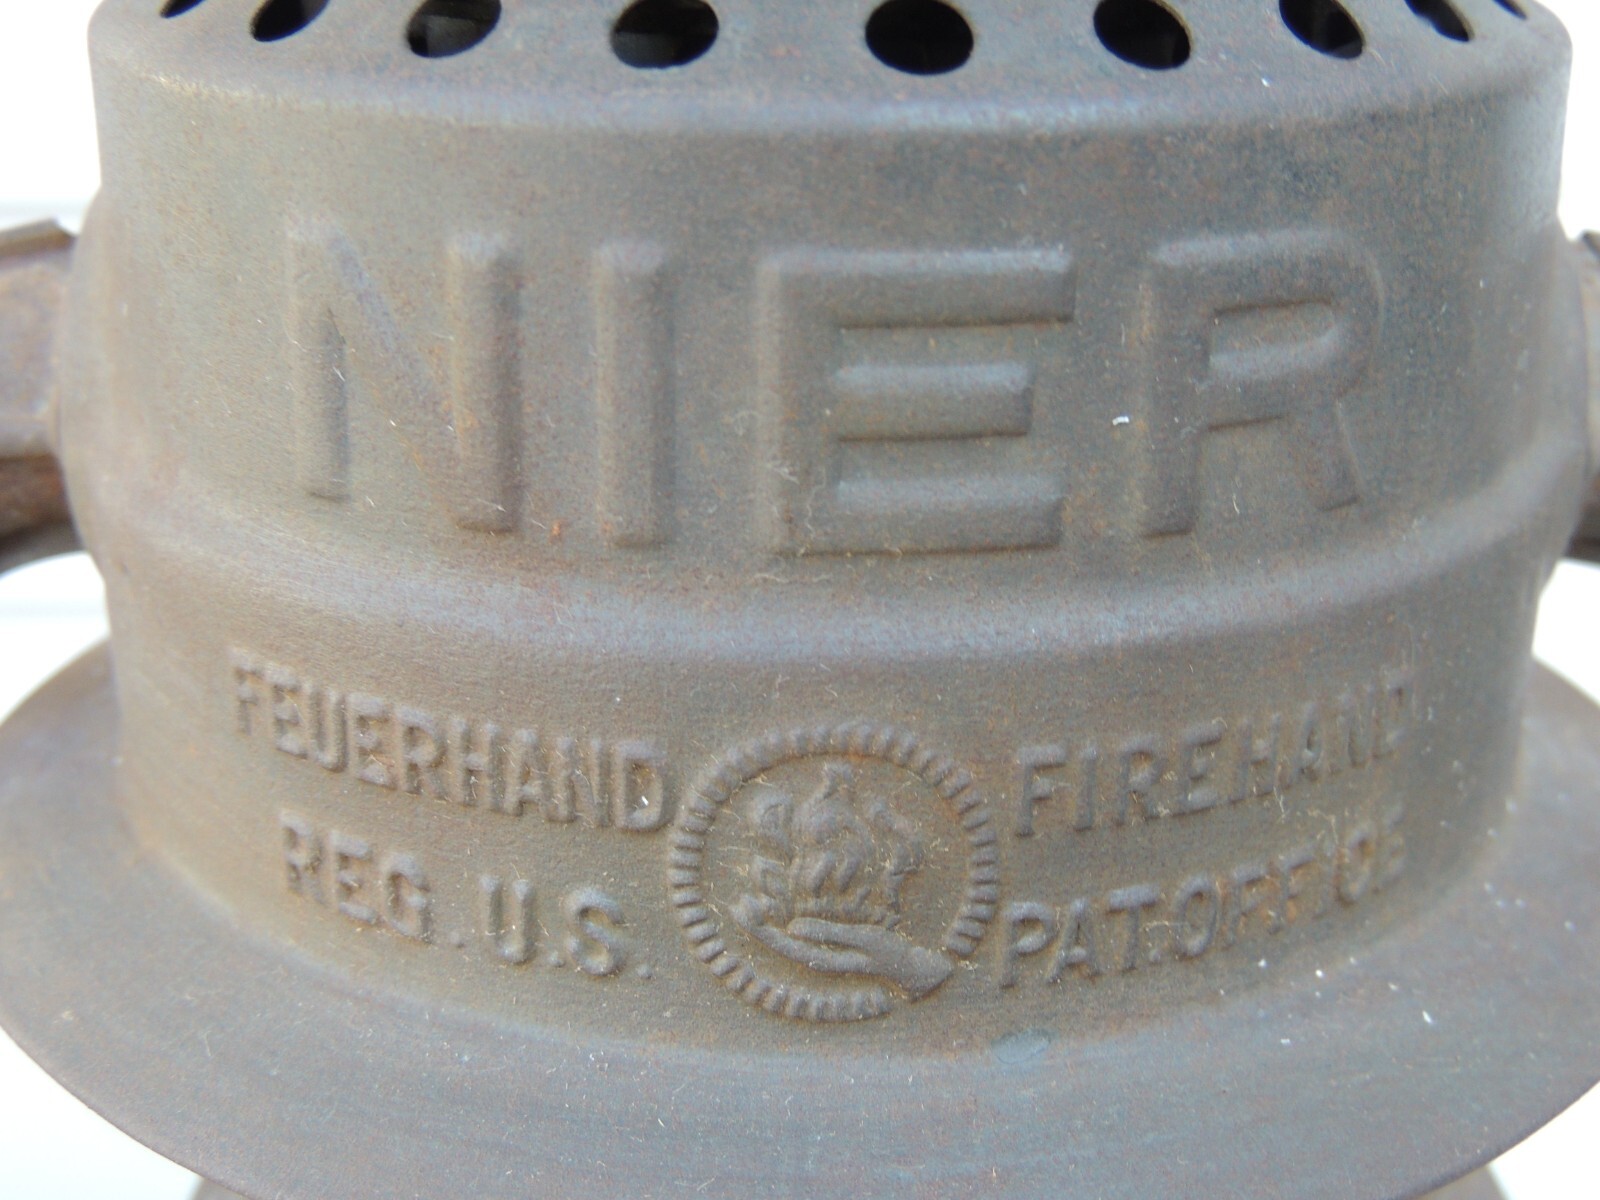 NIER
FEUERHAND FIREHAND
REG. U.S. PAT. OFFICE